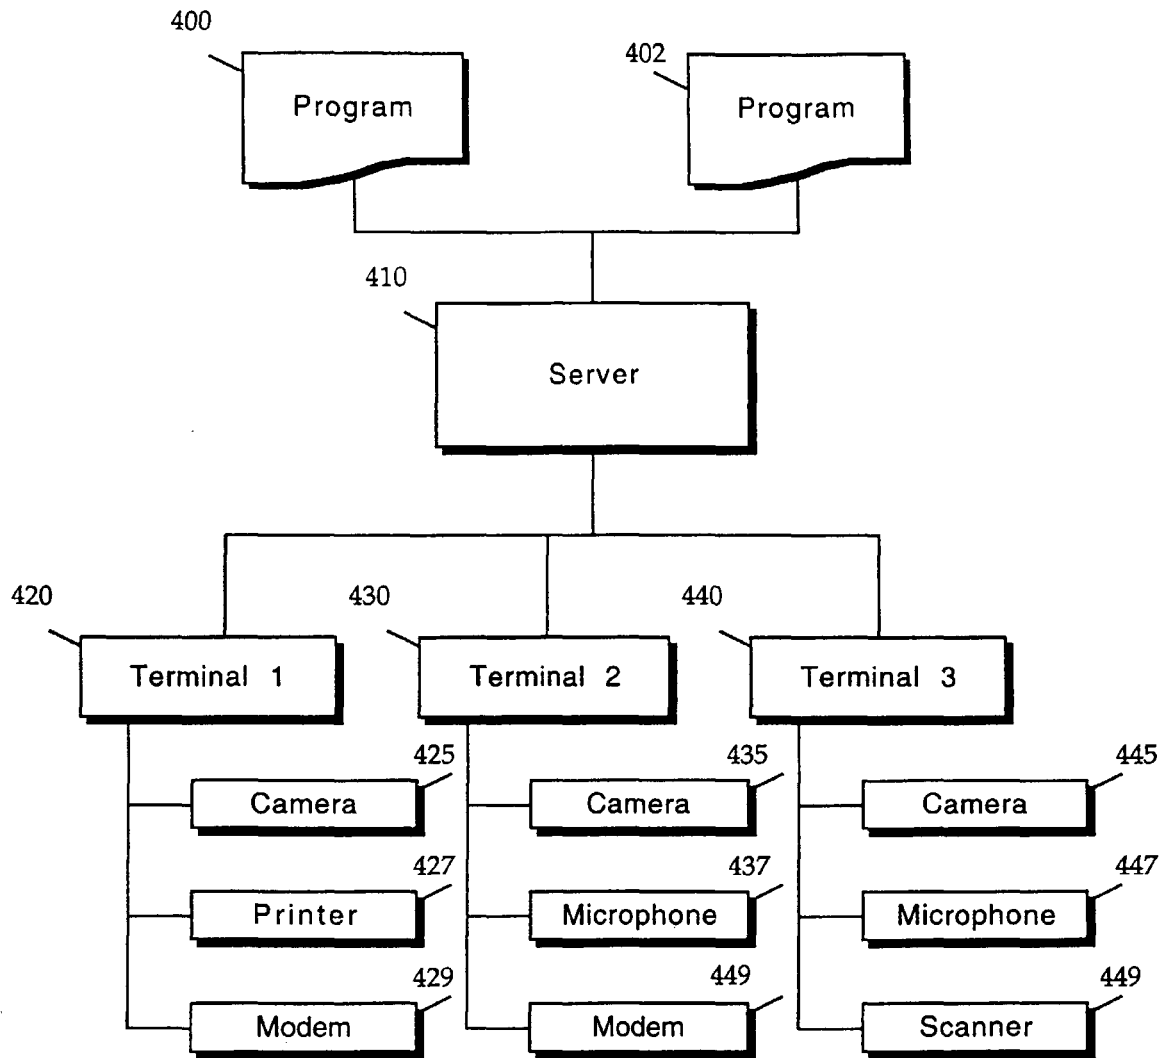 400
402
Program
Program
410
Server
420
430
440
Terminal 1
Terminal 2
Terminal 3
425
435
445
Camera
Camera
Camera
427
437
447
Printer
Microphone
Microphone
429
449
449
Modem
Modem
Scanner